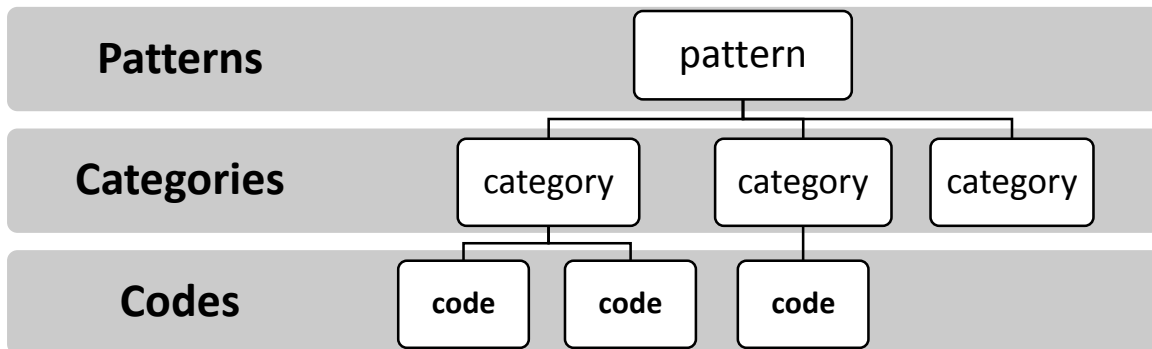 Patterns
pattern
Categories
category
category
category
Codes
code
code
code